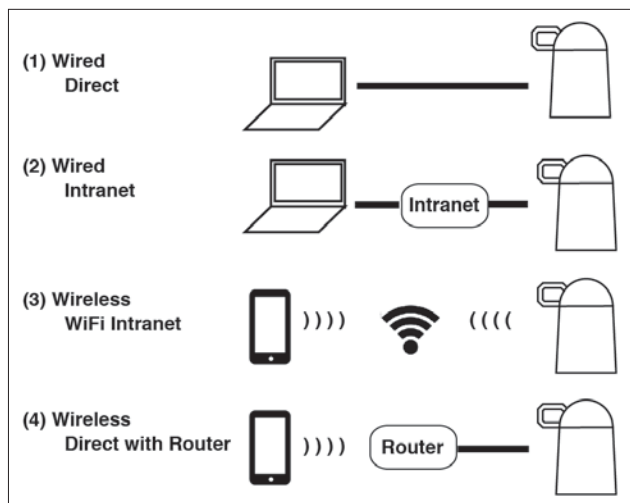 (1) Wired
Direct
(2) Wired
Intranet
Intranet
(3) Wireless
WiFi Intranet
(4) Wireless
Direct with Router
Router